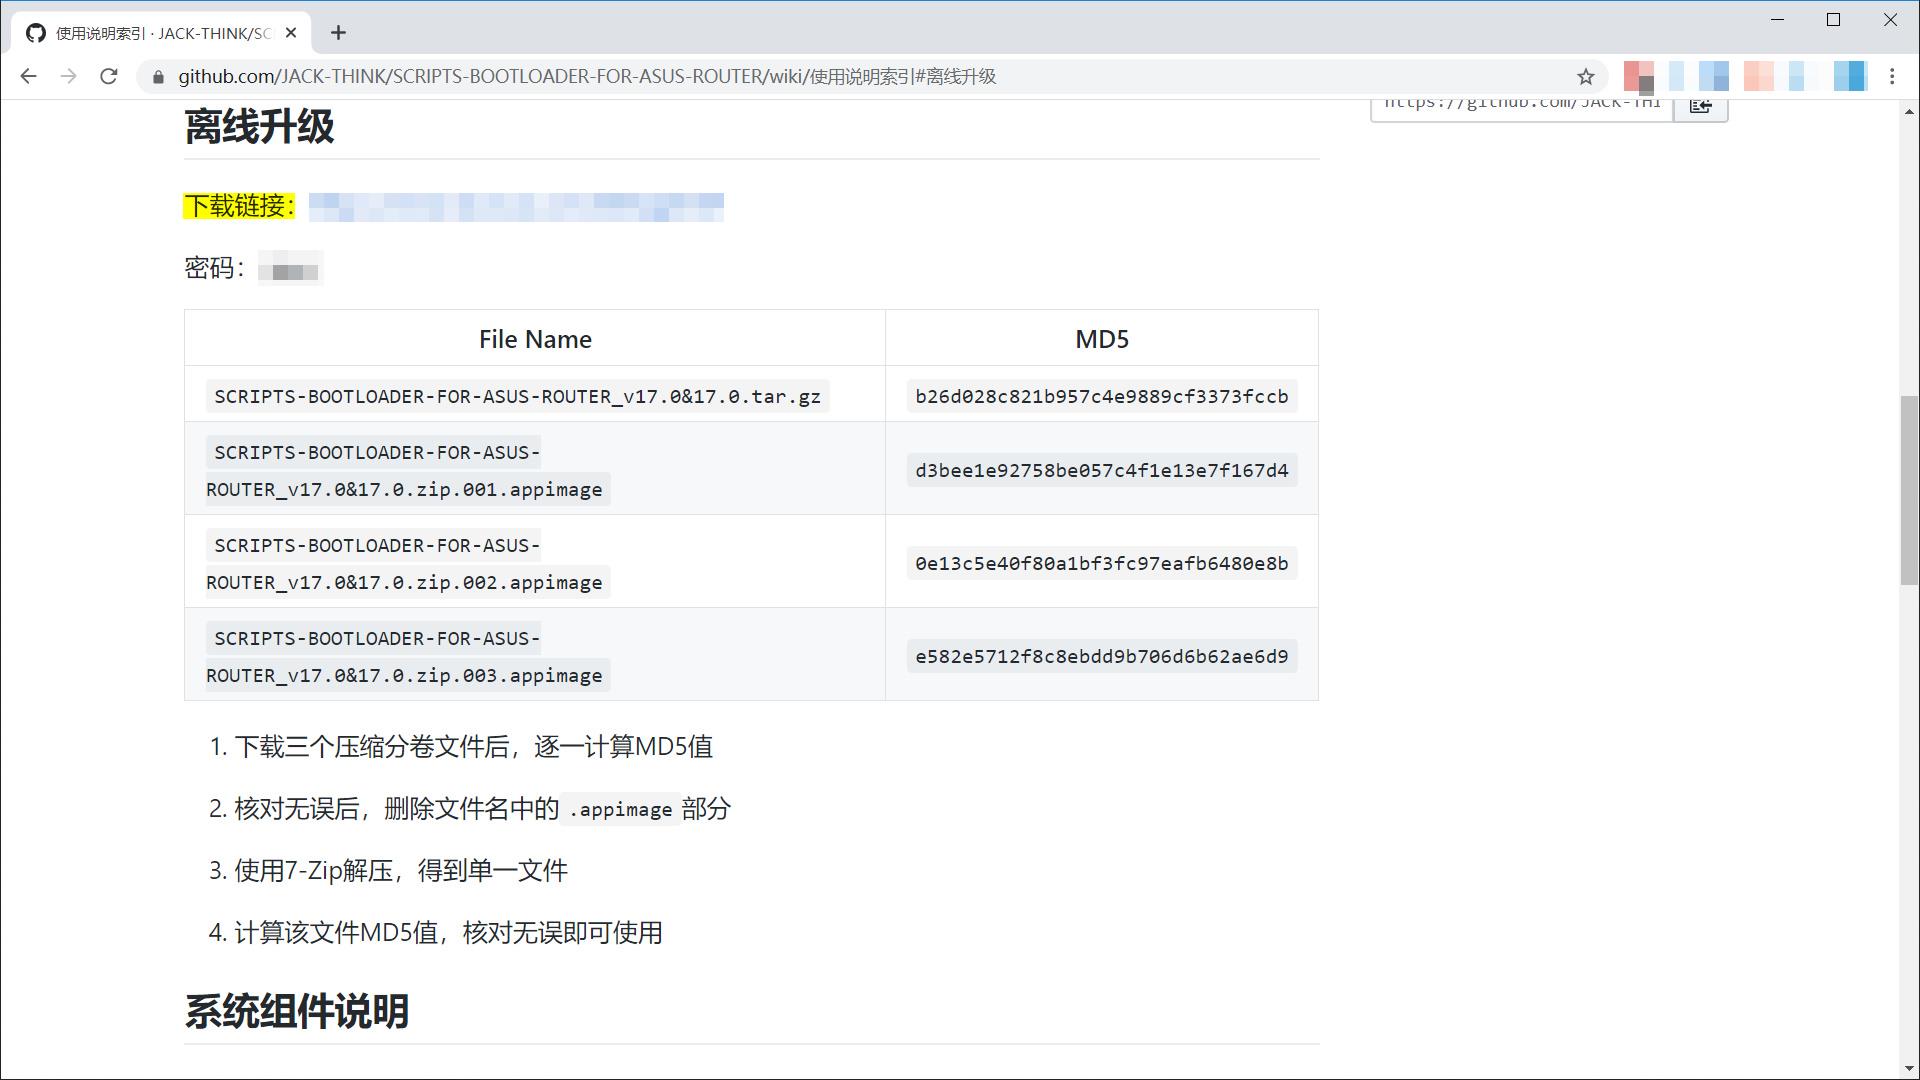 使用说明索引 · JACK-THINK/SC
github.com/JACK-THINK/SCRIPTS-BOOTLOADER-FOR-ASUS-ROUTER/wiki/使用说明索引#离线升级
https://github.com/JACK-THI
离线升级
下载链接：
密码：
File Name MD5
SCRIPTS-BOOTLOADER-FOR-ASUS-ROUTER_v17.0&17.0.tar.gz b26d028c821b957c4e9889cf3373fccb
SCRIPTS-BOOTLOADER-FOR-ASUS-
ROUTER_v17.0&17.0.zip.001.appimage d3bee1e92758be057c4f1e13e7f167d4
SCRIPTS-BOOTLOADER-FOR-ASUS-
ROUTER_v17.0&17.0.zip.002.appimage 0e13c5e40f80a1bf3fc97eafb6480e8b
SCRIPTS-BOOTLOADER-FOR-ASUS-
ROUTER_v17.0&17.0.zip.003.appimage e582e5712f8c8ebdd9b706d6b62ae6d9
1. 下载三个压缩分卷文件后，逐一计算MD5值
2. 核对无误后，删除文件名中的 .appimage 部分
3. 使用7-Zip解压，得到单一文件
4. 计算该文件MD5值，核对无误即可使用
系统组件说明